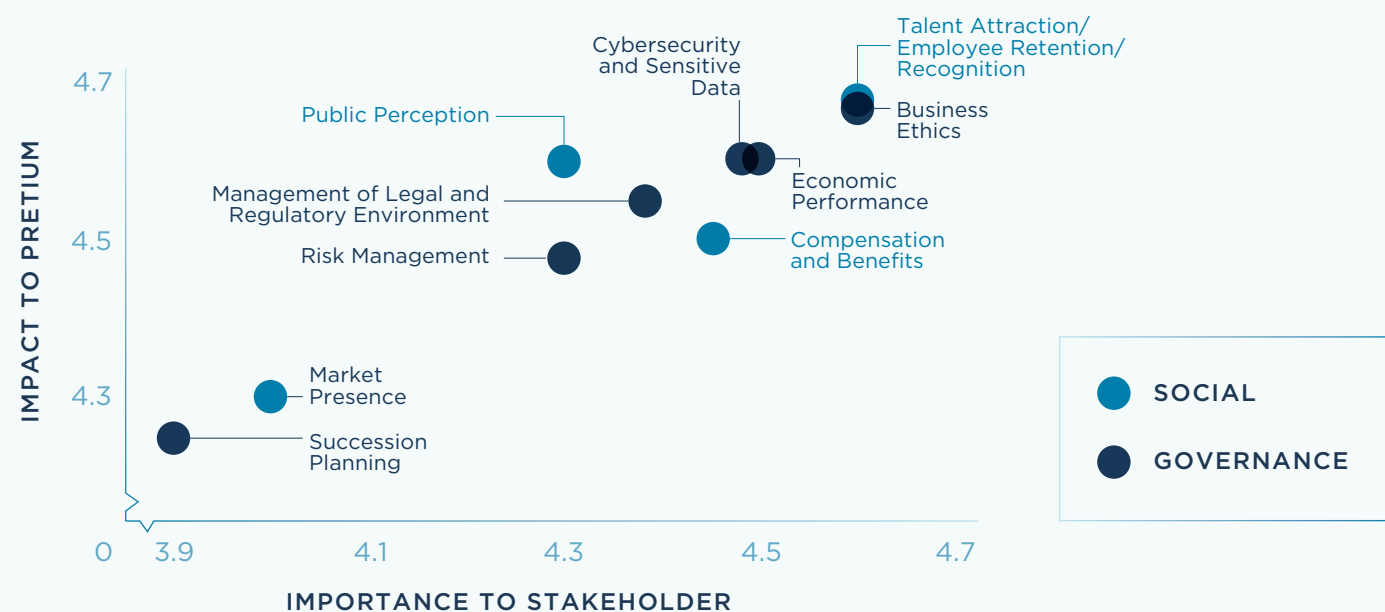 Talent Attraction/
Employee Retention/
Recognition
Cybersecurity
and Sensitive
Data
Business
Ethics
Public Perception
Economic
Performance
Management of Legal and
Regulatory Environment
Compensation
and Benefits
Risk Management
Market
Presence
Succession
Planning
IMPACT TO PRETIUM
4.7
4.5
4.3
0
3.9
4.1
4.3
4.5
4.7
IMPORTANCE TO STAKEHOLDER
SOCIAL
GOVERNANCE